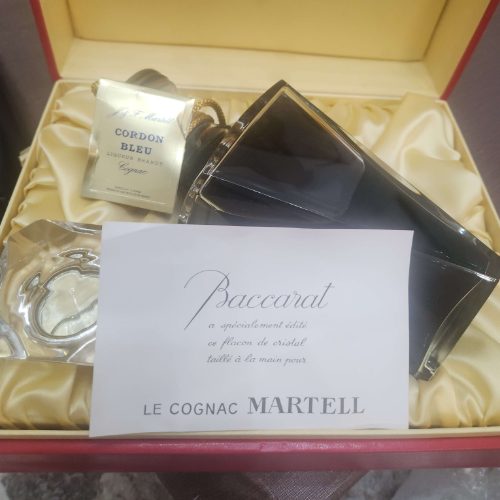 J. & F. Martell
CORDON
BLEU
LIQUEUR BRANDY
Cognac
Baccarat
a spécialement édité
ce flacon de cristal
taillé à la main pour
LE COGNAC MARTELL